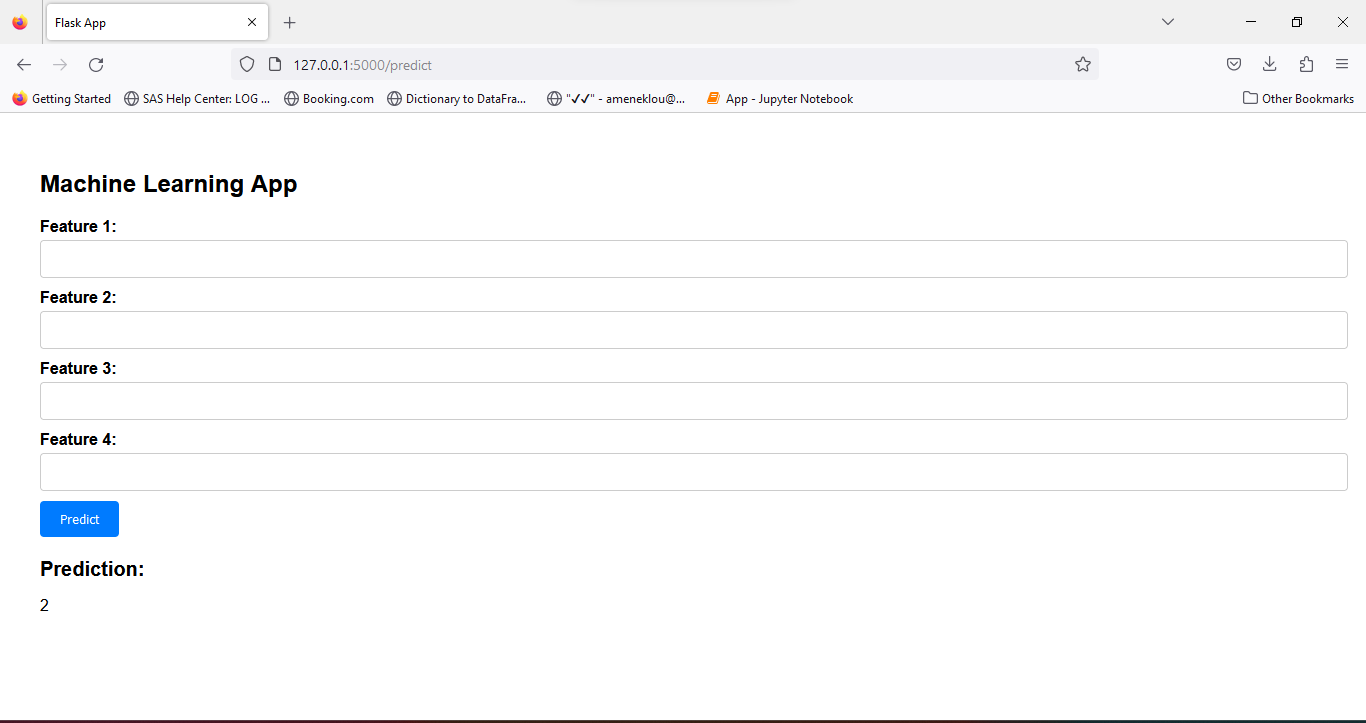 Flask App
127.0.0.1:5000/predict
Getting Started SAS Help Center: LOG ... Booking.com Dictionary to DataFra... "✓✓" - ameneklou@... App - Jupyter Notebook Other Bookmarks
Machine Learning App
Feature 1:
Feature 2:
Feature 3:
Feature 4:
Predict
Prediction:
2